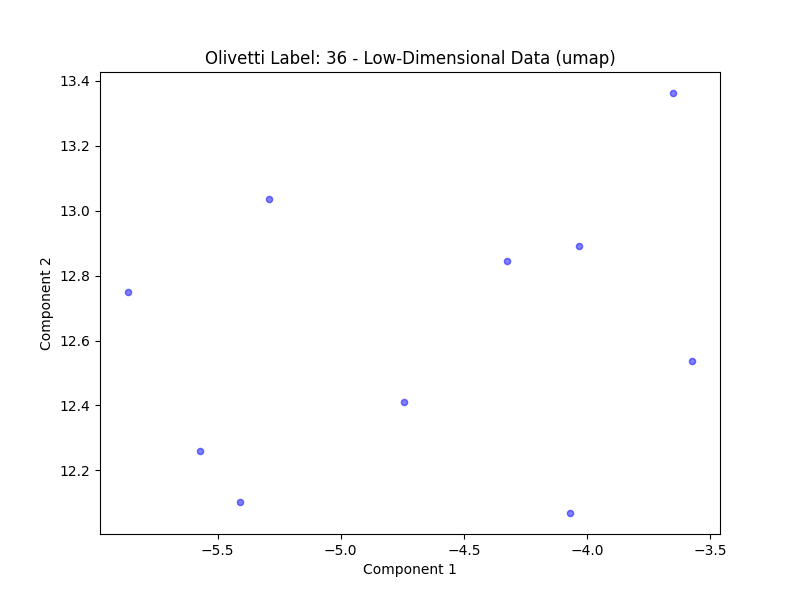 Olivetti Label: 36 - Low-Dimensional Data (umap)
13.4
13.2
13.0
12.8
12.6
12.4
12.2
Component 2
−5.5 −5.0 −4.5 −4.0 −3.5
Component 1